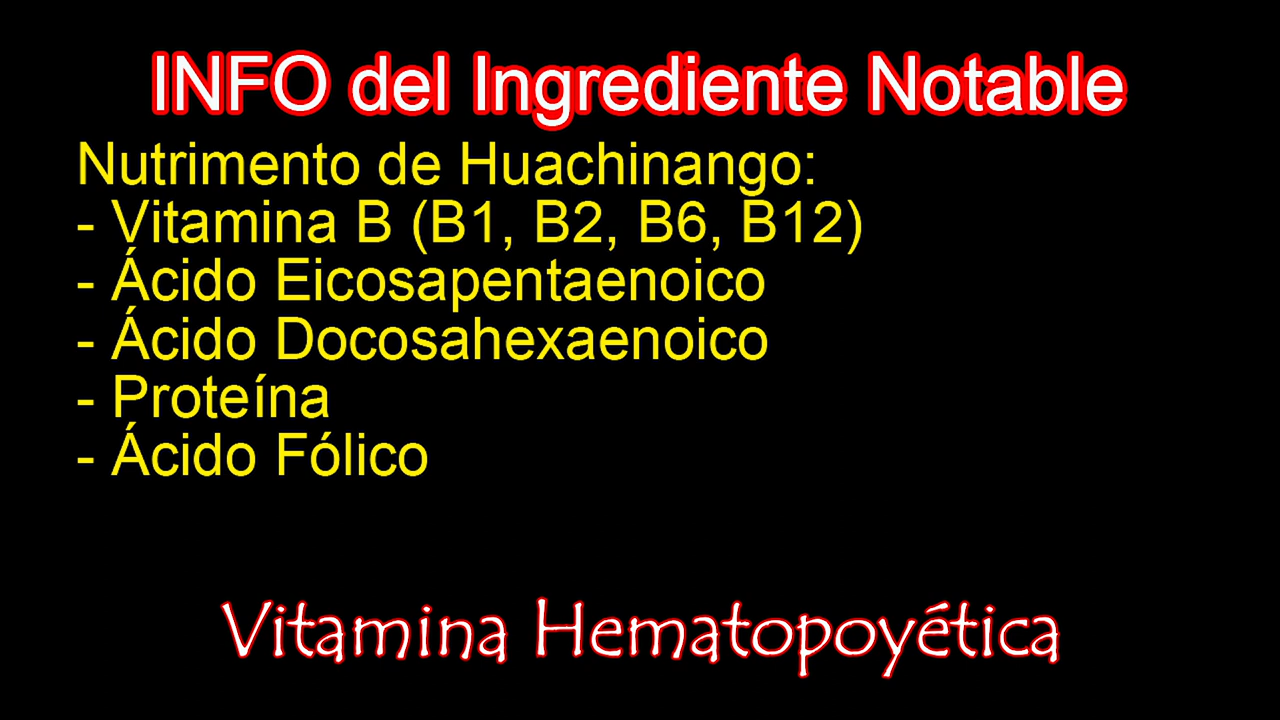 INFO del Ingrediente Notable
Nutrimento de Huachinango:
- Vitamina B (B1, B2, B6, B12)
- Ácido Eicosapentaenoico
- Ácido Docosahexaenoico
- Proteína
- Ácido Fólico
Vitamina Hematopoyética